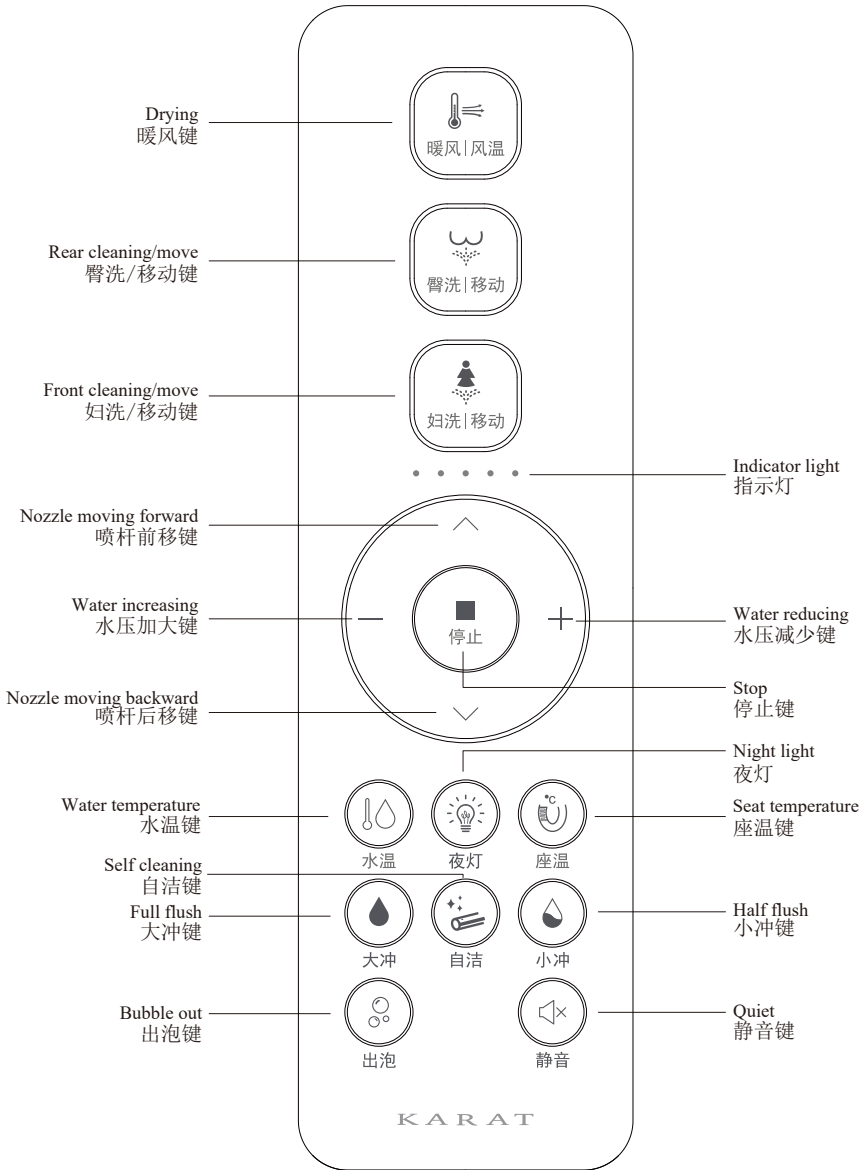 Drying
暖风键
暖风|风温
Rear cleaning/move
臀洗/移动键
臀洗|移动
Front cleaning/move
妇洗/移动键
妇洗|移动
Indicator light
指示灯
Nozzle moving forward
喷杆前移键
Water increasing
水压加大键
停止
Water reducing
水压减少键
Nozzle moving backward
喷杆后移键
Stop
停止键
Night light
夜灯
Water temperature
水温键
°C
Seat temperature
座温键
水温
夜灯
座温
Self cleaning
自洁键
Full flush
大冲键
Half flush
小冲键
大冲
自洁
小冲
Bubble out
出泡键
Quiet
静音键
出泡
静音
KARAT